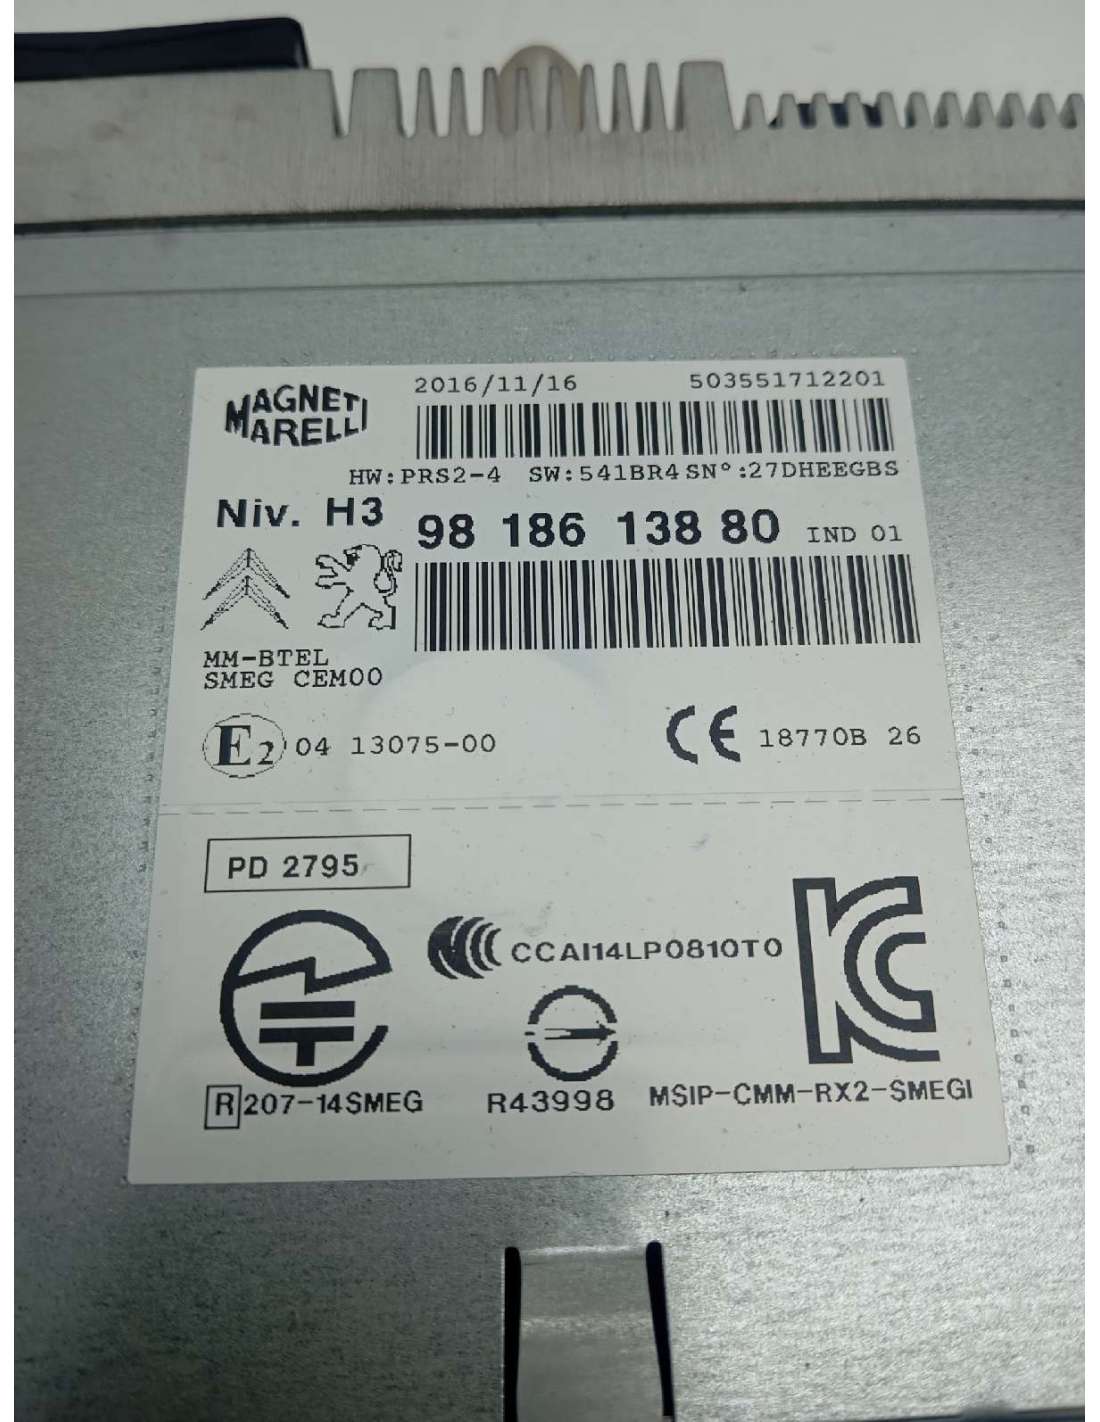 MAGNETI MARELLI
2016/11/16 503551712201
HW:PRS2-4 SW:541BR4 SN°:27DHEEGBS
Niv. H3 98 186 138 80 IND 01
MM-BTEL
SMEG CEM00
E2 04 13075-00 CE 18770B 26
PD 2795
CCAI14LP0810T0
R 207-14SMEG R43998 MSIP-CMM-RX2-SMEGI